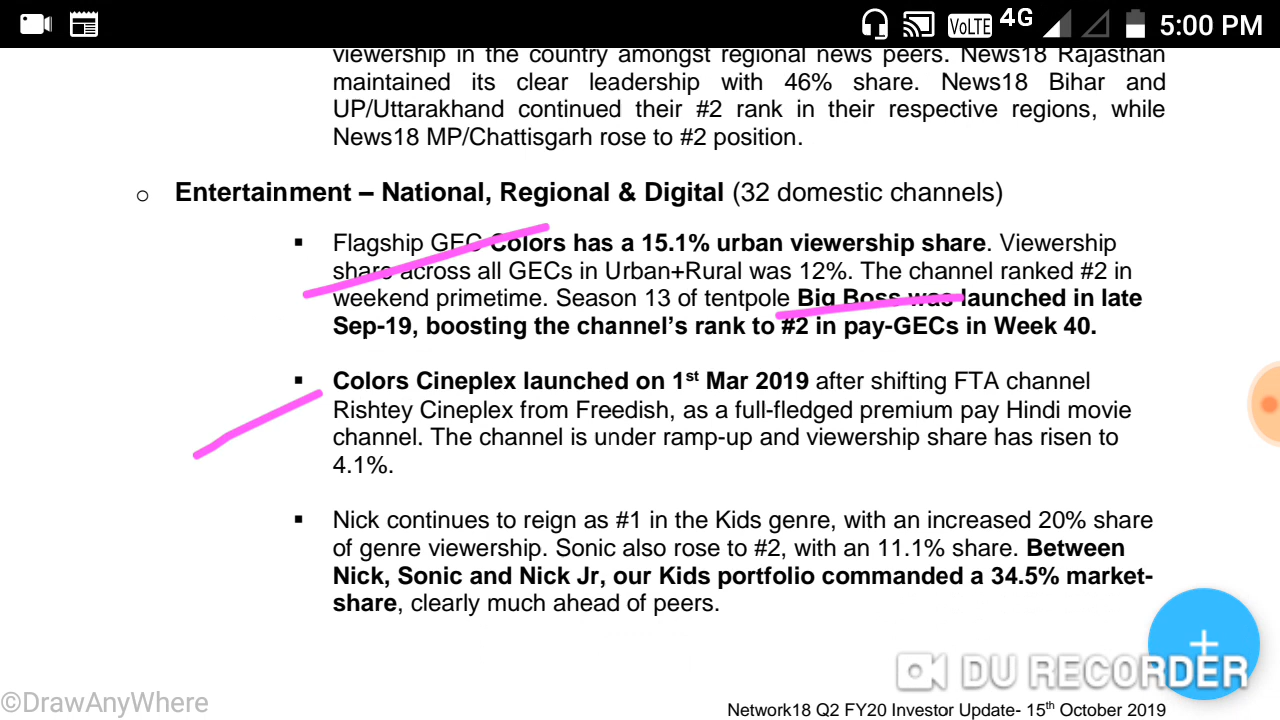 VoLTE 4G 5:00 PM
viewership in the country amongst regional news peers. News18 Rajasthan
maintained its clear leadership with 46% share. News18 Bihar and
UP/Uttarakhand continued their #2 rank in their respective regions, while
News18 MP/Chattisgarh rose to #2 position.
o Entertainment – National, Regional & Digital (32 domestic channels)
▪ Flagship GEC Colors has a 15.1% urban viewership share. Viewership
share across all GECs in Urban+Rural was 12%. The channel ranked #2 in
weekend primetime. Season 13 of tentpole Big Boss was launched in late
Sep-19, boosting the channel's rank to #2 in pay-GECs in Week 40.
▪ Colors Cineplex launched on 1st Mar 2019 after shifting FTA channel
Rishtey Cineplex from Freedish, as a full-fledged premium pay Hindi movie
channel. The channel is under ramp-up and viewership share has risen to
4.1%.
▪ Nick continues to reign as #1 in the Kids genre, with an increased 20% share
of genre viewership. Sonic also rose to #2, with an 11.1% share. Between
Nick, Sonic and Nick Jr, our Kids portfolio commanded a 34.5% market-
share, clearly much ahead of peers.
DU RECORDER
©DrawAnyWhere
Network18 Q2 FY20 Investor Update- 15th October 2019